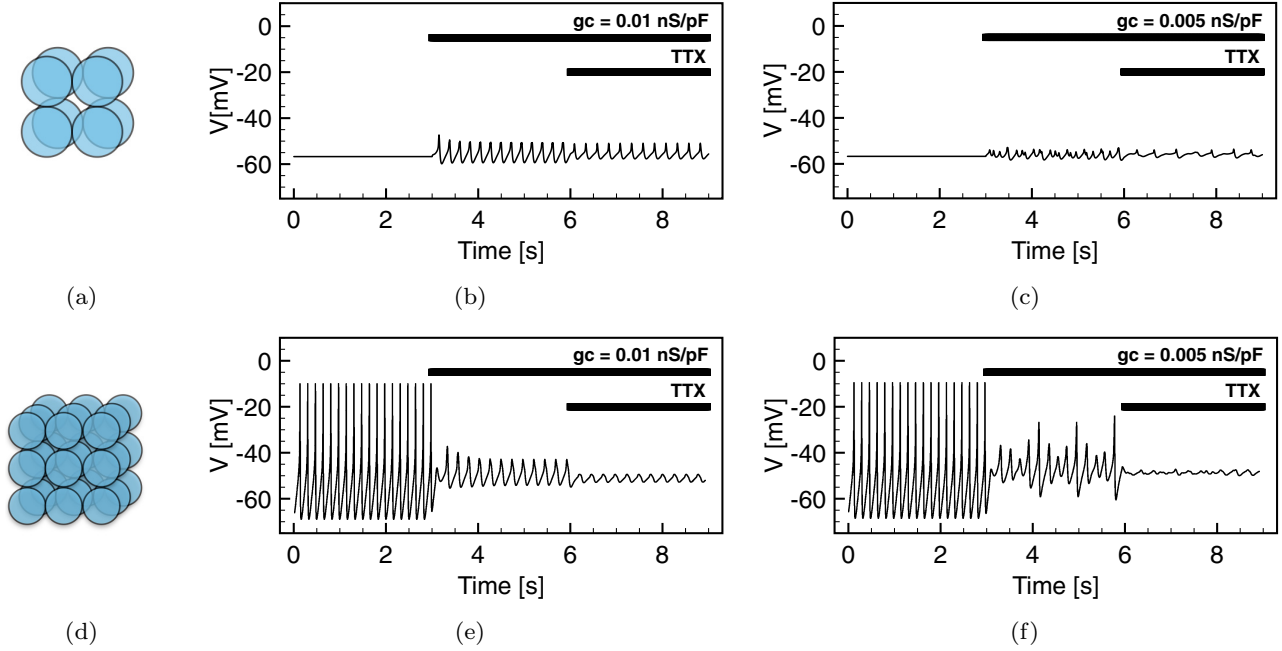 0
-20
-40
-60
V[mV]
gc = 0.01 nS/pF
TTX
0 2 4 6 8
Time [s]
0
-20
-40
-60
V [mV]
gc = 0.005 nS/pF
TTX
0 2 4 6 8
Time [s]
(a)
(b)
(c)
0
-20
-40
-60
V [mV]
gc = 0.01 nS/pF
TTX
0 2 4 6 8
Time [s]
0
-20
-40
-60
V [mV]
gc = 0.005 nS/pF
TTX
0 2 4 6 8
Time [s]
(d)
(e)
(f)